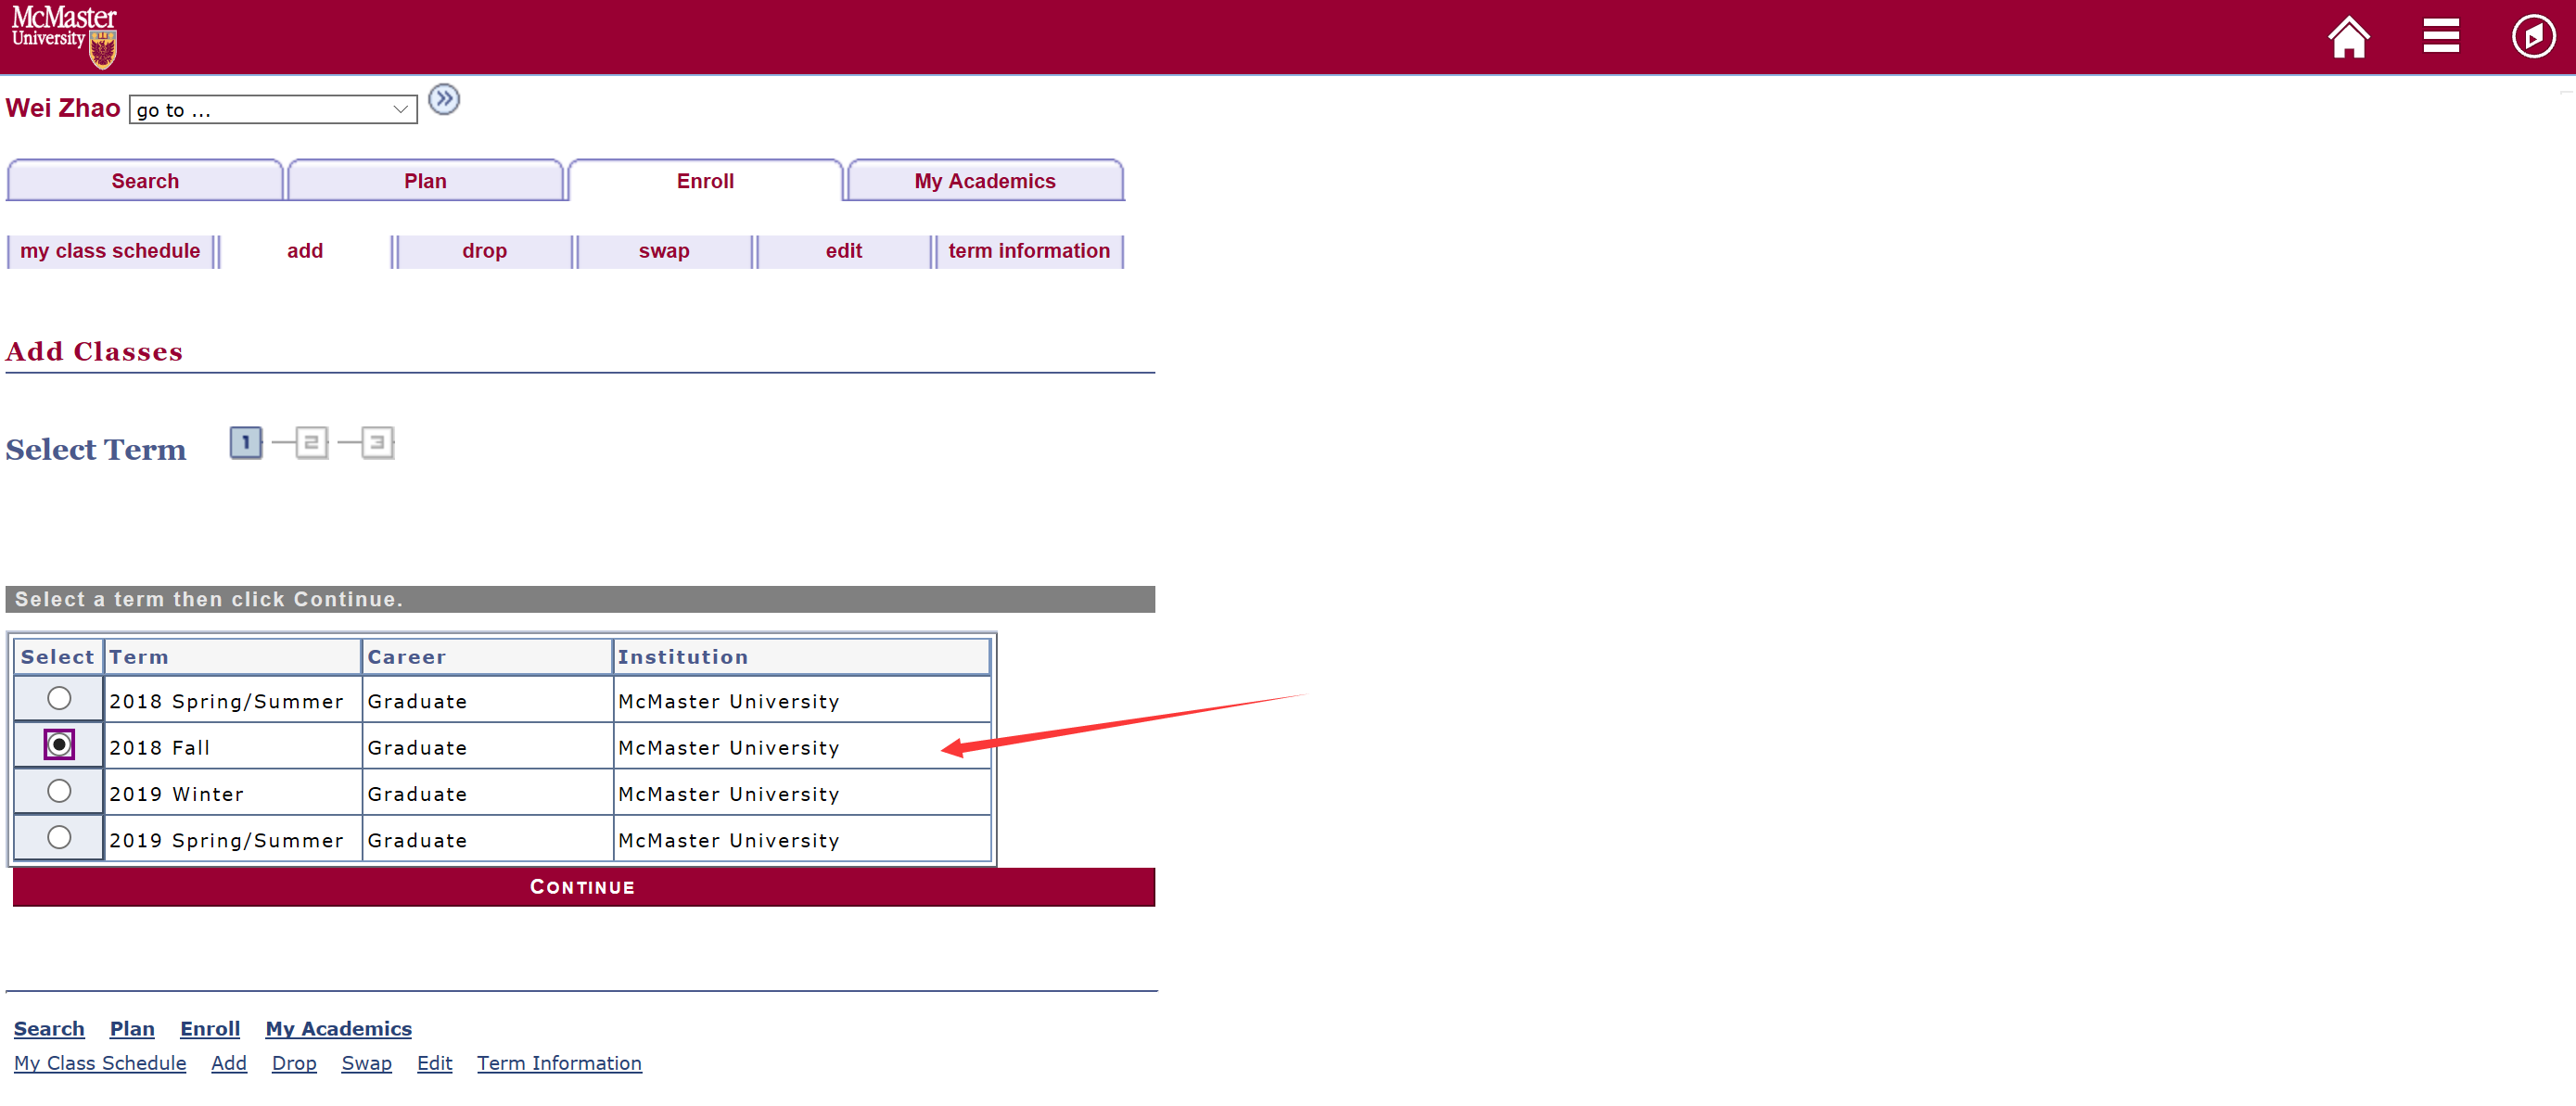 McMaster
University
Wei Zhao go to ...
Search Plan Enroll My Academics
my class schedule add drop swap edit term information
Add Classes
Select Term 1 2 3
Select a term then click Continue.
Select Term Career Institution
2018 Spring/Summer Graduate McMaster University
2018 Fall Graduate McMaster University
2019 Winter Graduate McMaster University
2019 Spring/Summer Graduate McMaster University
CONTINUE
Search Plan Enroll My Academics
My Class Schedule Add Drop Swap Edit Term Information